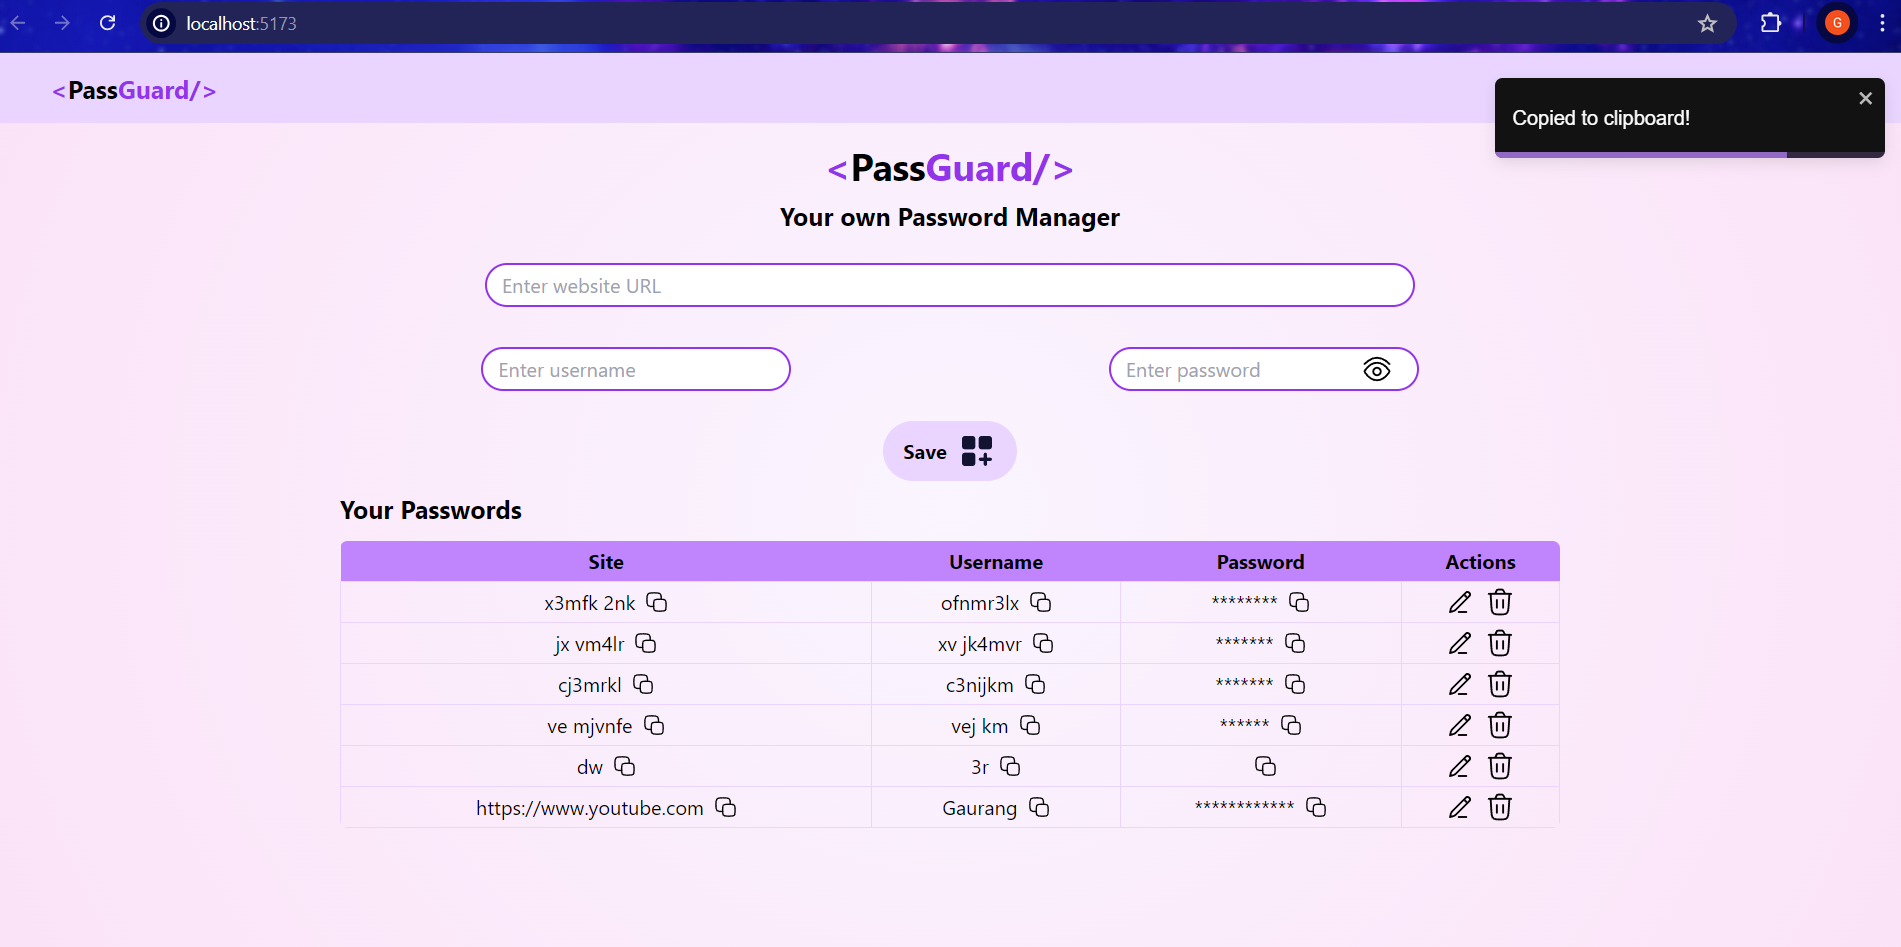 localhost:5173
G
<PassGuard/>
Copied to clipboard!
<PassGuard/>
Your own Password Manager
Enter website URL
Enter username
Enter password
Save
Your Passwords
Site Username Password Actions
x3mfk 2nk ofnmr3lx ********
jx vm4lr xv jk4mvr *******
cj3mrkl c3nijkm *******
ve mjvnfe vej km ******
dw 3r
https://www.youtube.com Gaurang ************